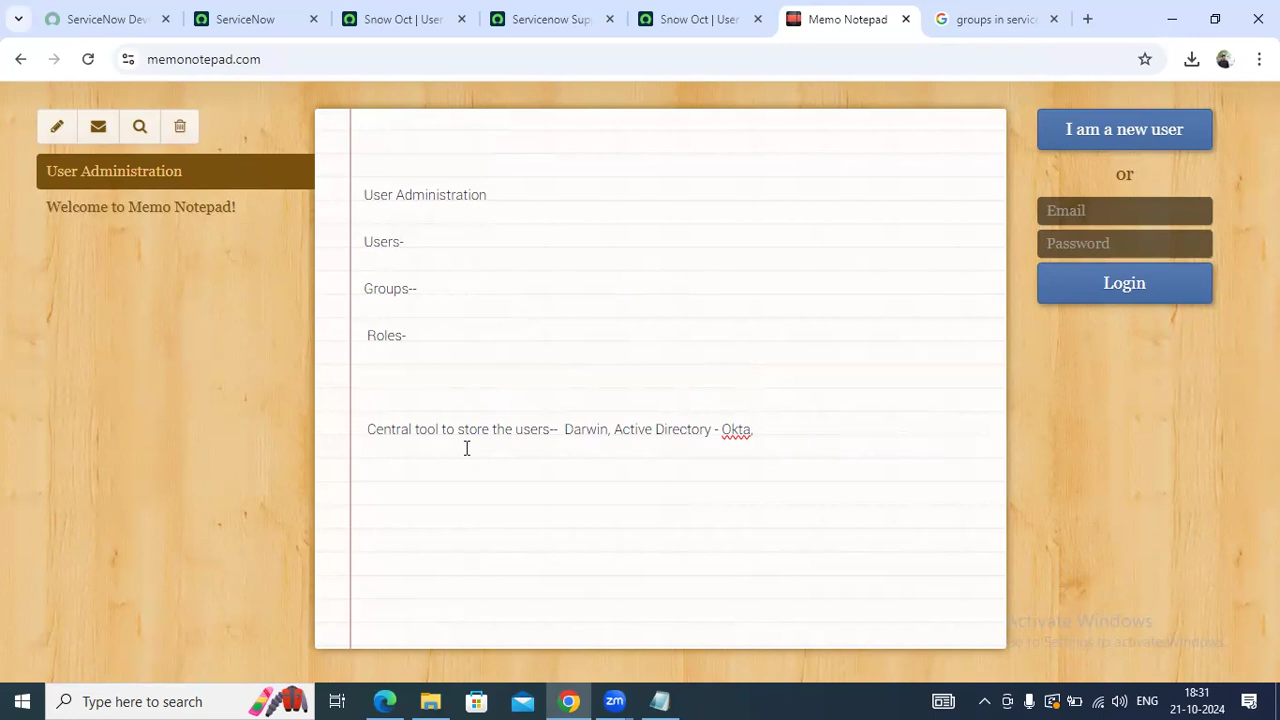 ServiceNow Dev
ServiceNow
Snow Oct | User
Servicenow Sup
Snow Oct | User
Memo Notepad
groups in service
memonotepad.com
User Administration
Welcome to Memo Notepad!
User Administration
Users-
Groups--
Roles-
Central tool to store the users-- Darwin, Active Directory - Okta,
I am a new user
or
Email
Password
Login
Activate Windows
Go to Settings to activate Windows.
Type here to search
zm
ENG
18:31
21-10-2024